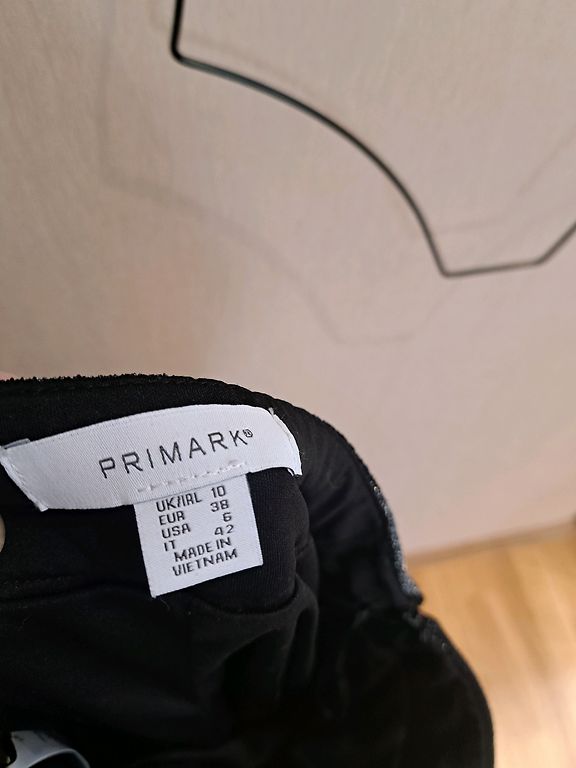 PRIMARK®
UK/IRL 10
EUR 38
USA 6
IT 42
MADE IN
VIETNAM